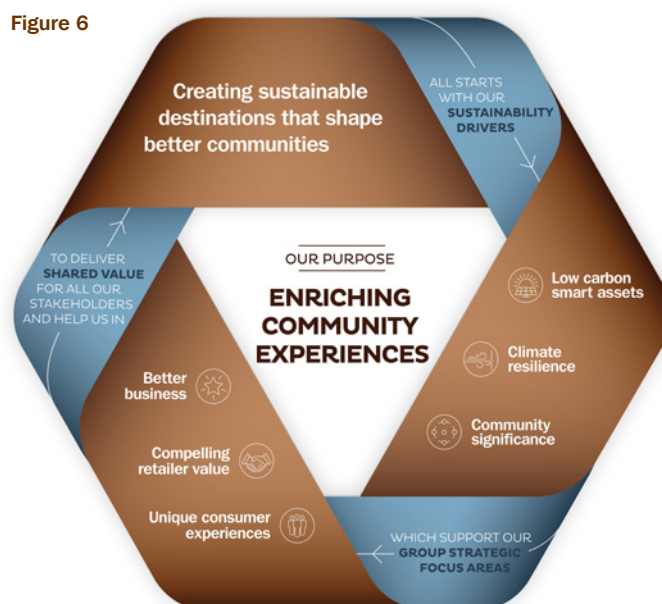 Figure 6
Creating sustainable
destinations that shape
better communities
ALL STARTS
WITH OUR
SUSTAINABILITY
DRIVERS
Low carbon
smart assets
Climate
resilience
Community
significance
WHICH SUPPORT OUR
GROUP STRATEGIC
FOCUS AREAS
Better
business
Compelling
retailer value
Unique consumer
experiences
TO DELIVER
SHARED VALUE
FOR ALL OUR
STAKEHOLDERS
AND HELP US IN
OUR PURPOSE
ENRICHING
COMMUNITY
EXPERIENCES